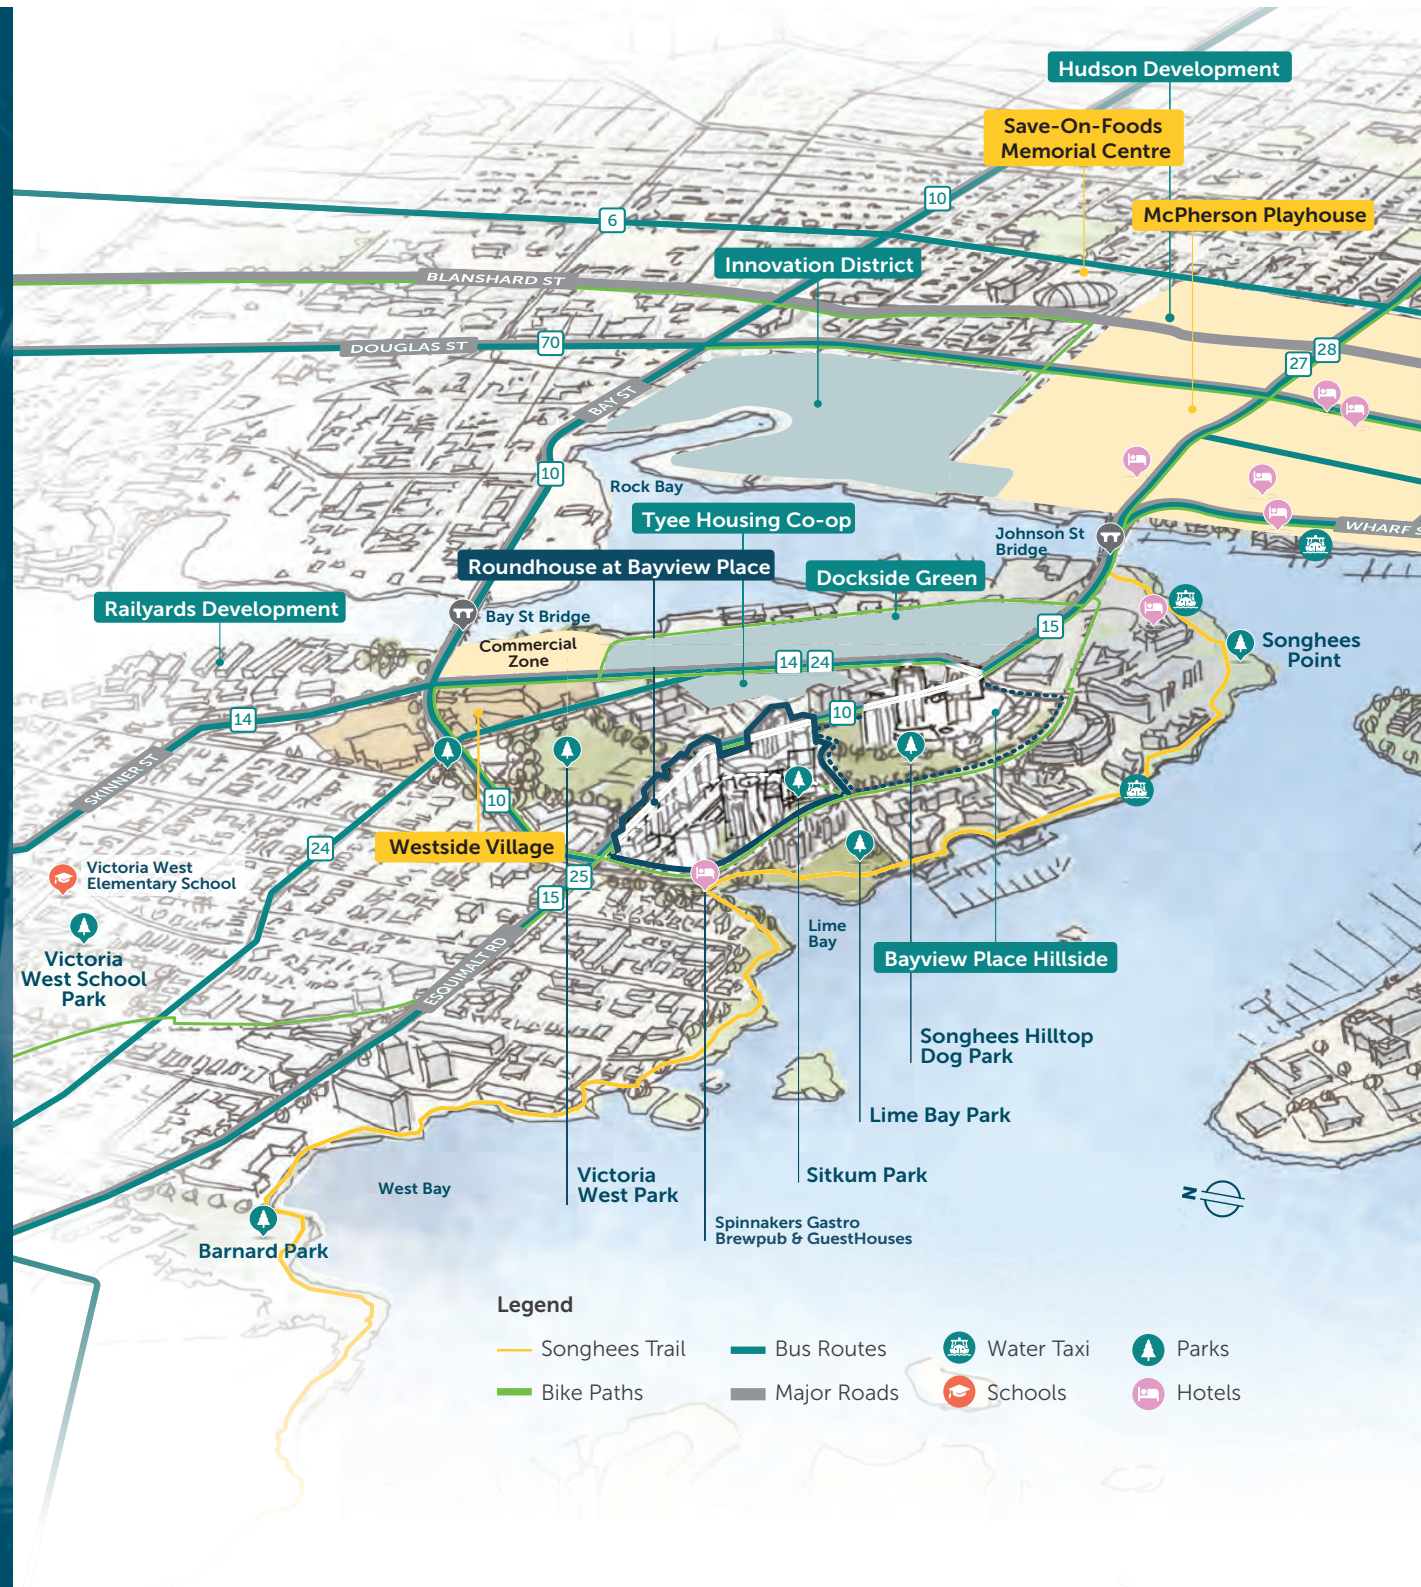 Hudson Development
Save-On-Foods
Memorial Centre
10
McPherson Playhouse
6
Innovation District
BLANSHARD ST
DOUGLAS ST
70
28
27
BAY ST
10
Rock Bay
Tyee Housing Co-op
Johnson St
Bridge
WHARF S
Roundhouse at Bayview Place
Dockside Green
Railyards Development
Bay St Bridge
Commercial
Zone
15
Songhees
Point
14
24
14
10
SKINNER ST
10
24
Westside Village
Victoria West
Elementary School
25
15
Victoria
West School
Park
ESQUIMALT RD
Lime
Bay
Bayview Place Hillside
Songhees Hilltop
Dog Park
Lime Bay Park
Victoria
West Park
Sitkum Park
West Bay
N
Spinnakers Gastro
Brewpub & GuestHouses
Barnard Park
Legend
Songhees Trail
Bus Routes
Water Taxi
Parks
Bike Paths
Major Roads
Schools
Hotels